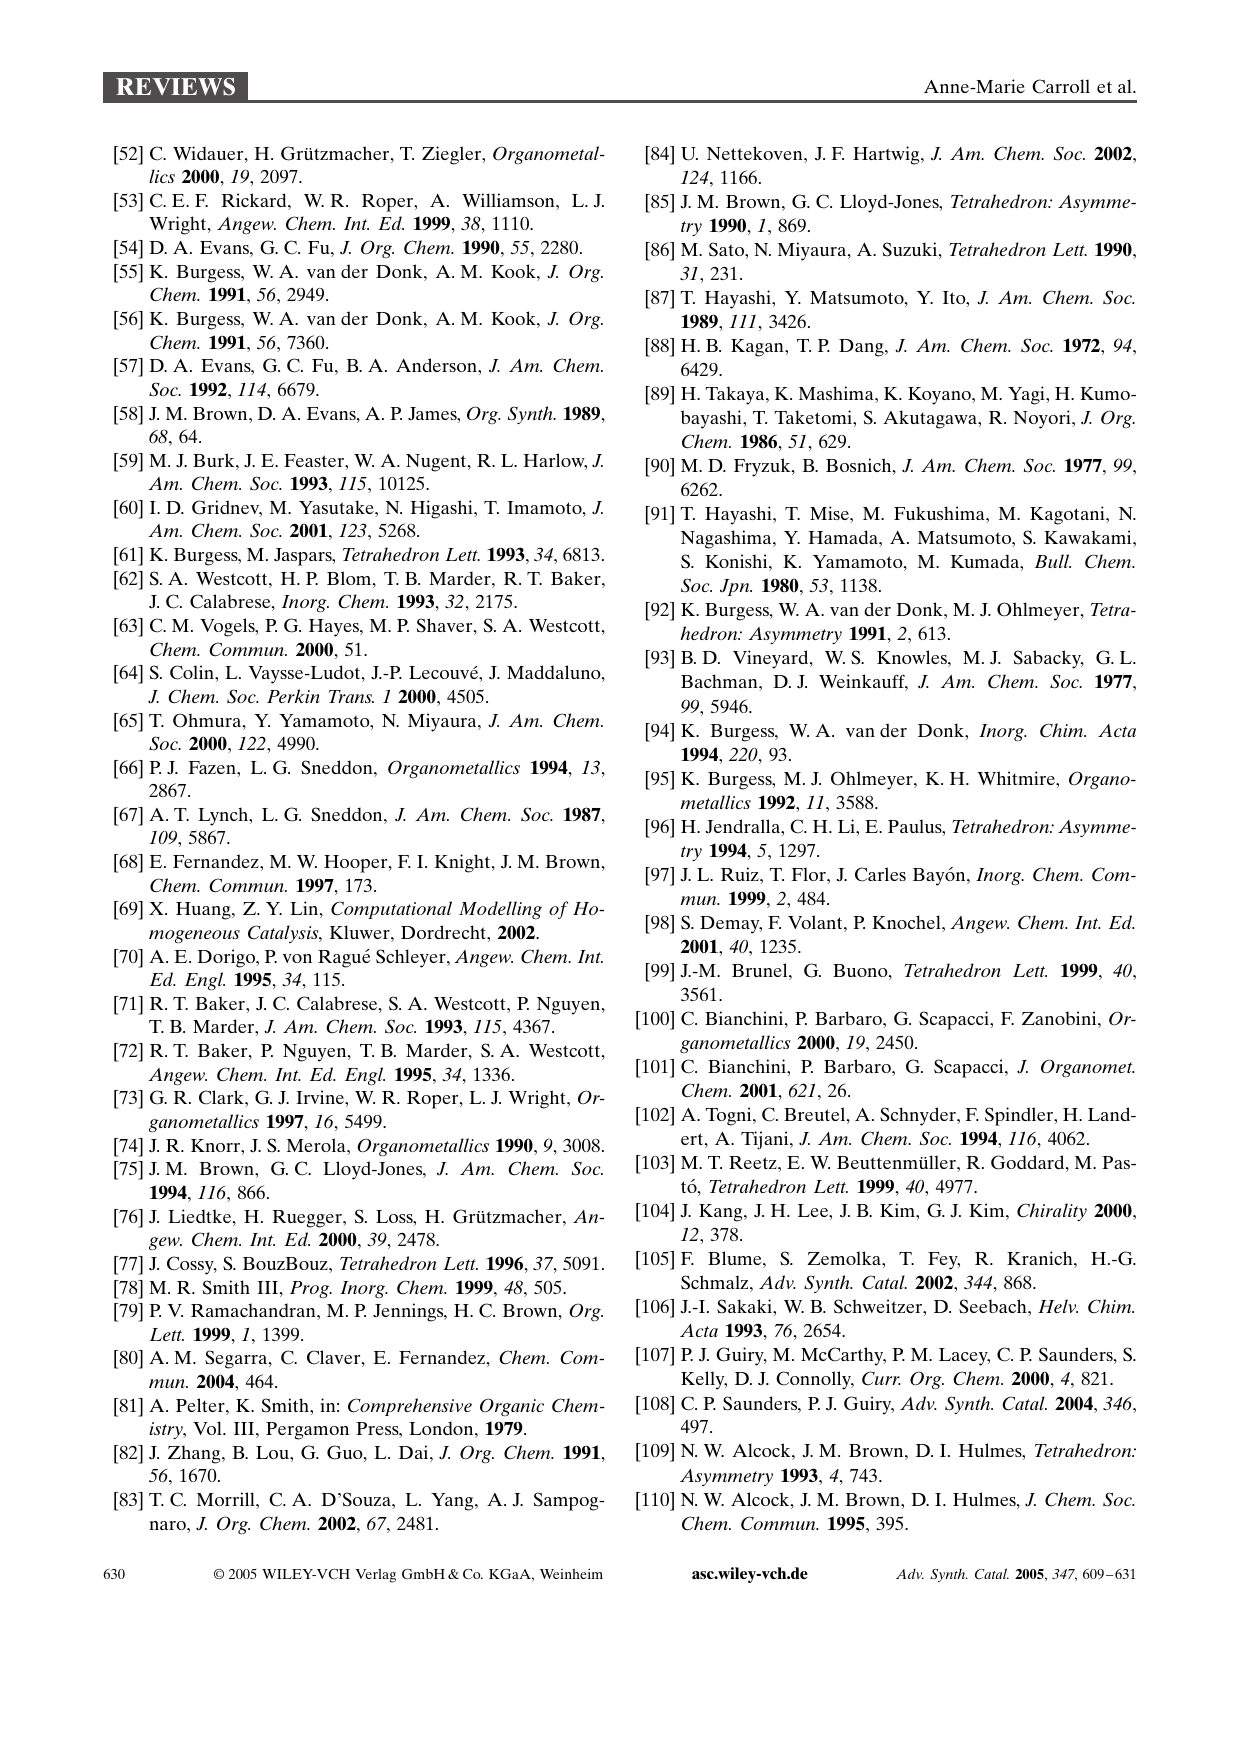 REVIEWS
Anne-Marie Carroll et al.
[52] C. Widauer, H. Grützmacher, T. Ziegler, Organometal-
lics 2000, 19, 2097.
[53] C. E. F. Rickard, W. R. Roper, A. Williamson, L. J.
Wright, Angew. Chem. Int. Ed. 1999, 38, 1110.
[54] D. A. Evans, G. C. Fu, J. Org. Chem. 1990, 55, 2280.
[55] K. Burgess, W. A. van der Donk, A. M. Kook, J. Org.
Chem. 1991, 56, 2949.
[56] K. Burgess, W. A. van der Donk, A. M. Kook, J. Org.
Chem. 1991, 56, 7360.
[57] D. A. Evans, G. C. Fu, B. A. Anderson, J. Am. Chem.
Soc. 1992, 114, 6679.
[58] J. M. Brown, D. A. Evans, A. P. James, Org. Synth. 1989,
68, 64.
[59] M. J. Burk, J. E. Feaster, W. A. Nugent, R. L. Harlow, J.
Am. Chem. Soc. 1993, 115, 10125.
[60] I. D. Gridnev, M. Yasutake, N. Higashi, T. Imamoto, J.
Am. Chem. Soc. 2001, 123, 5268.
[61] K. Burgess, M. Jaspars, Tetrahedron Lett. 1993, 34, 6813.
[62] S. A. Westcott, H. P. Blom, T. B. Marder, R. T. Baker,
J. C. Calabrese, Inorg. Chem. 1993, 32, 2175.
[63] C. M. Vogels, P. G. Hayes, M. P. Shaver, S. A. Westcott,
Chem. Commun. 2000, 51.
[64] S. Colin, L. Vaysse-Ludot, J.-P. Lecouvé, J. Maddaluno,
J. Chem. Soc. Perkin Trans. 1 2000, 4505.
[65] T. Ohmura, Y. Yamamoto, N. Miyaura, J. Am. Chem.
Soc. 2000, 122, 4990.
[66] P. J. Fazen, L. G. Sneddon, Organometallics 1994, 13,
2867.
[67] A. T. Lynch, L. G. Sneddon, J. Am. Chem. Soc. 1987,
109, 5867.
[68] E. Fernandez, M. W. Hooper, F. I. Knight, J. M. Brown,
Chem. Commun. 1997, 173.
[69] X. Huang, Z. Y. Lin, Computational Modelling of Ho-
mogeneous Catalysis, Kluwer, Dordrecht, 2002.
[70] A. E. Dorigo, P. von Ragué Schleyer, Angew. Chem. Int.
Ed. Engl. 1995, 34, 115.
[71] R. T. Baker, J. C. Calabrese, S. A. Westcott, P. Nguyen,
T. B. Marder, J. Am. Chem. Soc. 1993, 115, 4367.
[72] R. T. Baker, P. Nguyen, T. B. Marder, S. A. Westcott,
Angew. Chem. Int. Ed. Engl. 1995, 34, 1336.
[73] G. R. Clark, G. J. Irvine, W. R. Roper, L. J. Wright, Or-
ganometallics 1997, 16, 5499.
[74] J. R. Knorr, J. S. Merola, Organometallics 1990, 9, 3008.
[75] J. M. Brown, G. C. Lloyd-Jones, J. Am. Chem. Soc.
1994, 116, 866.
[76] J. Liedtke, H. Ruegger, S. Loss, H. Grützmacher, An-
gew. Chem. Int. Ed. 2000, 39, 2478.
[77] J. Cossy, S. BouzBouz, Tetrahedron Lett. 1996, 37, 5091.
[78] M. R. Smith III, Prog. Inorg. Chem. 1999, 48, 505.
[79] P. V. Ramachandran, M. P. Jennings, H. C. Brown, Org.
Lett. 1999, 1, 1399.
[80] A. M. Segarra, C. Claver, E. Fernandez, Chem. Com-
mun. 2004, 464.
[81] A. Pelter, K. Smith, in: Comprehensive Organic Chem-
istry, Vol. III, Pergamon Press, London, 1979.
[82] J. Zhang, B. Lou, G. Guo, L. Dai, J. Org. Chem. 1991,
56, 1670.
[83] T. C. Morrill, C. A. D'Souza, L. Yang, A. J. Sampog-
naro, J. Org. Chem. 2002, 67, 2481.
[84] U. Nettekoven, J. F. Hartwig, J. Am. Chem. Soc. 2002,
124, 1166.
[85] J. M. Brown, G. C. Lloyd-Jones, Tetrahedron: Asymme-
try 1990, 1, 869.
[86] M. Sato, N. Miyaura, A. Suzuki, Tetrahedron Lett. 1990,
31, 231.
[87] T. Hayashi, Y. Matsumoto, Y. Ito, J. Am. Chem. Soc.
1989, 111, 3426.
[88] H. B. Kagan, T. P. Dang, J. Am. Chem. Soc. 1972, 94,
6429.
[89] H. Takaya, K. Mashima, K. Koyano, M. Yagi, H. Kumo-
bayashi, T. Taketomi, S. Akutagawa, R. Noyori, J. Org.
Chem. 1986, 51, 629.
[90] M. D. Fryzuk, B. Bosnich, J. Am. Chem. Soc. 1977, 99,
6262.
[91] T. Hayashi, T. Mise, M. Fukushima, M. Kagotani, N.
Nagashima, Y. Hamada, A. Matsumoto, S. Kawakami,
S. Konishi, K. Yamamoto, M. Kumada, Bull. Chem.
Soc. Jpn. 1980, 53, 1138.
[92] K. Burgess, W. A. van der Donk, M. J. Ohlmeyer, Tetra-
hedron: Asymmetry 1991, 2, 613.
[93] B. D. Vineyard, W. S. Knowles, M. J. Sabacky, G. L.
Bachman, D. J. Weinkauff, J. Am. Chem. Soc. 1977,
99, 5946.
[94] K. Burgess, W. A. van der Donk, Inorg. Chim. Acta
1994, 220, 93.
[95] K. Burgess, M. J. Ohlmeyer, K. H. Whitmire, Organo-
metallics 1992, 11, 3588.
[96] H. Jendralla, C. H. Li, E. Paulus, Tetrahedron: Asymme-
try 1994, 5, 1297.
[97] J. L. Ruiz, T. Flor, J. Carles Bayón, Inorg. Chem. Com-
mun. 1999, 2, 484.
[98] S. Demay, F. Volant, P. Knochel, Angew. Chem. Int. Ed.
2001, 40, 1235.
[99] J.-M. Brunel, G. Buono, Tetrahedron Lett. 1999, 40,
3561.
[100] C. Bianchini, P. Barbaro, G. Scapacci, F. Zanobini, Or-
ganometallics 2000, 19, 2450.
[101] C. Bianchini, P. Barbaro, G. Scapacci, J. Organomet.
Chem. 2001, 621, 26.
[102] A. Togni, C. Breutel, A. Schnyder, F. Spindler, H. Land-
ert, A. Tijani, J. Am. Chem. Soc. 1994, 116, 4062.
[103] M. T. Reetz, E. W. Beuttenmüller, R. Goddard, M. Pas-
tó, Tetrahedron Lett. 1999, 40, 4977.
[104] J. Kang, J. H. Lee, J. B. Kim, G. J. Kim, Chirality 2000,
12, 378.
[105] F. Blume, S. Zemolka, T. Fey, R. Kranich, H.-G.
Schmalz, Adv. Synth. Catal. 2002, 344, 868.
[106] J.-I. Sakaki, W. B. Schweitzer, D. Seebach, Helv. Chim.
Acta 1993, 76, 2654.
[107] P. J. Guiry, M. McCarthy, P. M. Lacey, C. P. Saunders, S.
Kelly, D. J. Connolly, Curr. Org. Chem. 2000, 4, 821.
[108] C. P. Saunders, P. J. Guiry, Adv. Synth. Catal. 2004, 346,
497.
[109] N. W. Alcock, J. M. Brown, D. I. Hulmes, Tetrahedron:
Asymmetry 1993, 4, 743.
[110] N. W. Alcock, J. M. Brown, D. I. Hulmes, J. Chem. Soc.
Chem. Commun. 1995, 395.
630
© 2005 WILEY-VCH Verlag GmbH & Co. KGaA, Weinheim
asc.wiley-vch.de
Adv. Synth. Catal. 2005, 347, 609–631